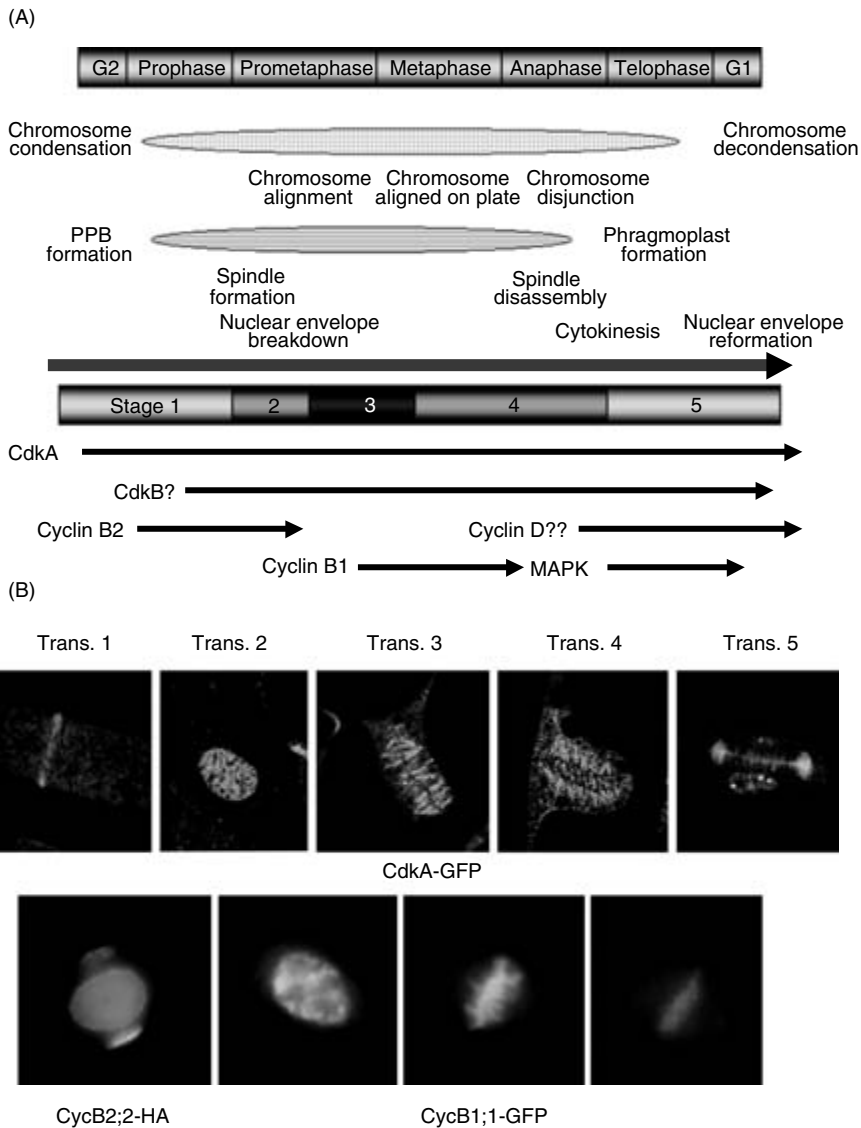 (A)
G2 Prophase Prometaphase Metaphase Anaphase Telophase G1
Chromosome condensation
Chromosome decondensation
Chromosome alignment
Chromosome aligned on plate
Chromosome disjunction
PPB formation
Phragmoplast formation
Spindle formation
Spindle disassembly
Nuclear envelope breakdown
Cytokinesis
Nuclear envelope reformation
Stage 1 2 3 4 5
CdkA
CdkB?
Cyclin B2
Cyclin D??
Cyclin B1
MAPK
(B)
Trans. 1 Trans. 2 Trans. 3 Trans. 4 Trans. 5
CdkA-GFP
CycB2;2-HA CycB1;1-GFP